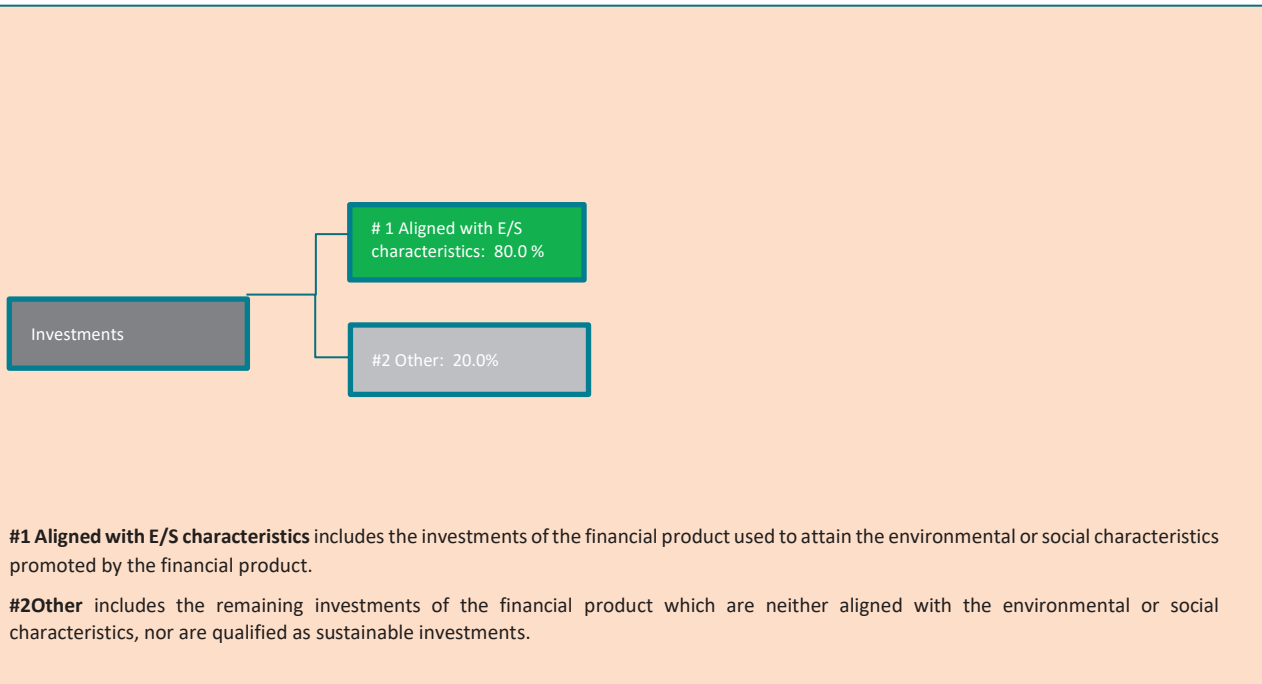 # 1 Aligned with E/S
characteristics: 80.0 %
Investments
#2 Other: 20.0%
#1 Aligned with E/S characteristics includes the investments of the financial product used to attain the environmental or social characteristics
promoted by the financial product.
#2Other includes the remaining investments of the financial product which are neither aligned with the environmental or social
characteristics, nor are qualified as sustainable investments.